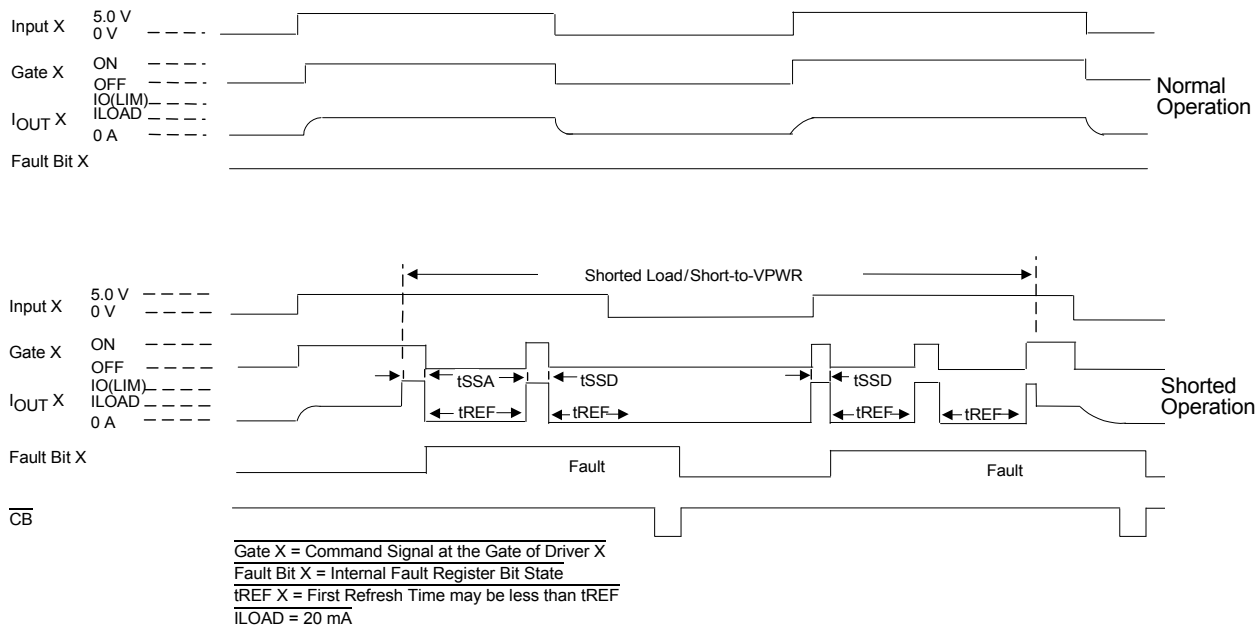 Input X 5.0 V
0 V
Gate X ON
OFF
IO(LIM)
IOUT X ILOAD
0 A
Fault Bit X
Normal
Operation
Shorted Load/Short-to-VPWR
Input X 5.0 V
0 V
Gate X ON
OFF
IO(LIM)
IOUT X ILOAD
0 A
tSSA tSSD tSSD
tREF tREF tREF tREF
Shorted
Operation
Fault Bit X Fault Fault
CB
Gate X = Command Signal at the Gate of Driver X
Fault Bit X = Internal Fault Register Bit State
tREF X = First Refresh Time may be less than tREF
ILOAD = 20 mA